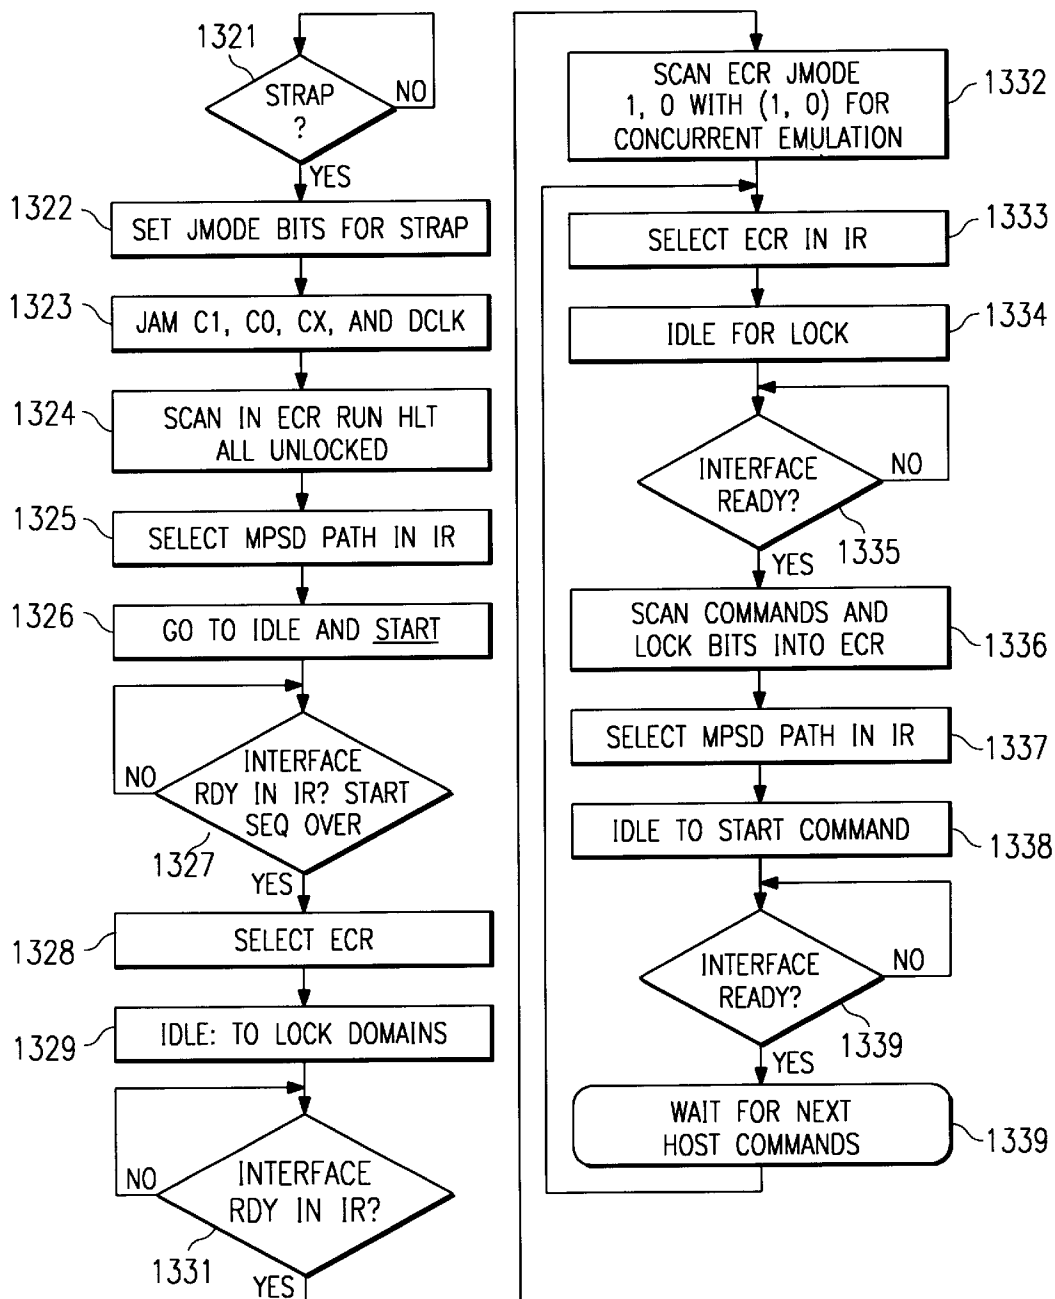 1321
STRAP
?
NO
YES
1322
SET JMODE BITS FOR STRAP
1323
JAM C1, C0, CX, AND DCLK
1324
SCAN IN ECR RUN HLT
ALL UNLOCKED
1325
SELECT MPSD PATH IN IR
1326
GO TO IDLE AND START
INTERFACE
RDY IN IR? START
SEQ OVER
NO
1327
YES
1328
SELECT ECR
1329
IDLE: TO LOCK DOMAINS
INTERFACE
RDY IN IR?
NO
1331
YES
SCAN ECR JMODE
1, 0 WITH (1, 0) FOR
CONCURRENT EMULATION
1332
SELECT ECR IN IR
1333
IDLE FOR LOCK
1334
INTERFACE
READY?
NO
1335
YES
SCAN COMMANDS AND
LOCK BITS INTO ECR
1336
SELECT MPSD PATH IN IR
1337
IDLE TO START COMMAND
1338
INTERFACE
READY?
NO
1339
YES
WAIT FOR NEXT
HOST COMMANDS
1339